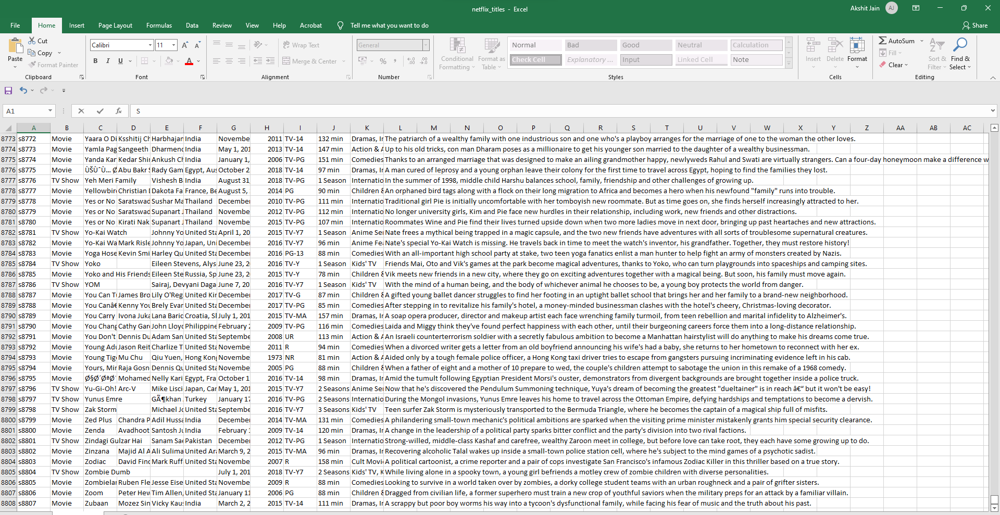 netflix_titles - Excel
Akshit Jain AJ
File Home Insert Page Layout Formulas Data Review View Help Acrobat Tell me what you want to do Share
Paste Cut Copy Format Painter Clipboard
Calibri 11 A A B I U A Font
Wrap Text Merge & Center Alignment
General % , Number
Conditional Formatting Format as Table
Normal Bad Good Neutral Calculation
Check Cell Explanatory ... Input Linked Cell Note
Styles
Insert Delete Format Cells
AutoSum Fill Clear Sort & Filter Find & Select Editing
A1 fx S
A B C D E F G H I J K L M N O P Q R S T U V W X Y Z AA AB AC
8773 s8772 Movie Yaara O Di Ksshitij Ch Harbhajan India Novembe 2011 TV-14 132 min Dramas, Ir The patriarch of a wealthy family with one industrious son and one who's a playboy arranges for the marriage of one to the woman the other loves.
8774 s8773 Movie Yamla Pag Sangeeth Dharmend India May 1, 201 2013 TV-14 147 min Action & A Up to his old tricks, con man Dharam poses as a millionaire to get his younger son married to the daughter of a wealthy businessman.
8775 s8774 Movie Yanda Kar Kedar Shin Ankush Ch India January 1, 2006 TV-PG 151 min Comedies Thanks to an arranged marriage that was designed to make an ailing grandmother happy, newlyweds Rahul and Swati are virtually strangers. Can a four-day honeymoon make a difference w
8776 s8775 Movie ÙŠÙˆÙ… Ø Abu Bakr S Rady Gam Egypt, Aus October 2 2018 TV-14 97 min Dramas, Ir A man cured of leprosy and a young orphan leave their colony for the first time to travel across Egypt, hoping to find the families they lost.
8777 s8776 TV Show Yeh Meri Family Vishesh B India August 31, 2018 TV-PG 1 Season Internatio In the summer of 1998, middle child Harshu balances school, family, friendship and other challenges of growing up.
8778 s8777 Movie Yellowbir Christian D Dakota Fa France, Be August 5, 2014 PG 90 min Children & An orphaned bird tags along with a flock on their long migration to Africa and becomes a hero when his newfound "family" runs into trouble.
8779 s8778 Movie Yes or No Saratswad Sushar Ma Thailand December 2010 TV-PG 111 min Internatio Traditional girl Pie is initially uncomfortable with her tomboyish new roommate. But as time goes on, she finds herself increasingly attracted to her.
8780 s8779 Movie Yes or No Saratswad Supanart J Thailand Novembe 2012 TV-PG 112 min Internatio No longer university girls, Kim and Pie face new hurdles in their relationship, including work, new friends and other distractions.
8781 s8780 Movie Yes or No Kirati Nak Supanart J Thailand Novembe 2015 TV-PG 107 min Internatio Roommates Wine and Pie find their lives turned upside down when two more ladies move in next door, bringing up past heartaches and new attractions.
8782 s8781 TV Show Yo-Kai Watch Johnny Yo United Sta April 1, 20 2015 TV-Y7 1 Season Anime Ser Nate frees a mythical being trapped in a magic capsule, and the two new friends have adventures with all sorts of troublesome supernatural creatures.
8783 s8782 Movie Yo-Kai Wa Mark Risle Johnny Yo Japan, Uni December 2016 TV-Y7 96 min Anime Fea Nate's special Yo-Kai Watch is missing. He travels back in time to meet the watch's inventor, his grandfather. Together, they must restore history!
8784 s8783 Movie Yoga Hose Kevin Smi Harley Qu United Sta December 2016 PG-13 88 min Comedies With an all-important high school party at stake, two teen yoga fanatics enlist a man hunter to help fight an army of monsters created by Nazis.
8785 s8784 TV Show Yoko Eileen Stevens, Alys June 23, 2 2016 TV-Y 1 Season Kids' TV Friends Mai, Oto and Vik's games at the park become magical adventures, thanks to Yoko, who can turn playgrounds into spaceships and camping sites.
8786 s8785 Movie Yoko and His Friends Eileen Ste Russia, Sp June 23, 2 2015 TV-Y 78 min Children & Vik meets new friends in a new city, where they go on exciting adventures together with a magical being. But soon, his family must move again.
8787 s8786 TV Show YOM Sairaj, Devyani Daga June 7, 20 2016 TV-Y7 1 Season Kids' TV With the mind of a human being, and the body of whichever animal he chooses to be, a young boy protects the world from danger.
8788 s8787 Movie You Can T James Bro Lily O'Reg United Kin December 2017 TV-G 87 min Children & A gifted young ballet dancer struggles to find her footing in an uptight ballet school that brings her and her family to a brand-new neighborhood.
8789 s8788 Movie You Canâ€ Kenny You Brely Evar United Sta December 2017 TV-PG 85 min Comedies After stepping in to revitalize his family's hotel, a money-minded businessman clashes with the hotel's cheery, Christmas-loving decorator.
8790 s8789 Movie You Carry Ivona Juka Lana Baric Croatia, Sl July 1, 201 2015 TV-MA 157 min Dramas, Ir A soap opera producer, director and makeup artist each face wrenching family turmoil, from teen rebellion and marital infidelity to Alzheimer's.
8791 s8790 Movie You Chang Cathy Garc John Lloyd Philippine February 2 2009 TV-PG 116 min Comedies Laida and Miggy think they've found perfect happiness with each other, until their burgeoning careers force them into a long-distance relationship.
8792 s8791 Movie You Don't Dennis Du Adam San United Sta Septembe 2008 UR 113 min Action & A An Israeli counterterrorism soldier with a secretly fabulous ambition to become a Manhattan hairstylist will do anything to make his dreams come true.
8793 s8792 Movie Young Adu Jason Reit Charlize T United Sta Novembe 2011 R 94 min Comedies When a divorced writer gets a letter from an old boyfriend announcing his wife's had a baby, she returns to her hometown to reconnect with her ex.
8794 s8793 Movie Young Tige Mu Chu Qiu Yuen, Hong Kong Novembe 1973 NR 81 min Action & A Aided only by a tough female police officer, a Hong Kong taxi driver tries to escape from gangsters pursuing incriminating evidence left in his cab.
8795 s8794 Movie Yours, Min Raja Gosn Dennis Qu United Sta Novembe 2005 PG 88 min Children & When a father of eight and a mother of 10 prepare to wed, the couple's children attempt to sabotage the union in this remake of a 1968 comedy.
8796 s8795 Movie Ø§Ø´ØªØ¨ Mohamed Nelly Kari Egypt, Fra October 1 2016 TV-14 98 min Dramas, Ir Amid the tumult following Egyptian President Morsi's ouster, demonstrators from divergent backgrounds are brought together inside a police truck.
8797 s8796 TV Show Yu-Gi-Oh! Arc-V Mike Lisci Japan, Can May 1, 201 2015 TV-Y7 2 Seasons Anime Ser Now that he's discovered the Pendulum Summoning technique, Yuya's dream of becoming the greatest "dueltainer" is in reach â€“ but it won't be easy!
8798 s8797 TV Show Yunus Emre GÃ¶khan Turkey January 17 2016 TV-PG 2 Seasons Internatio During the Mongol invasions, Yunus Emre leaves his home to travel across the Ottoman Empire, defying hardships and temptations to become a dervish.
8799 s8798 TV Show Zak Storm Michael Jo United Sta Septembe 2016 TV-Y7 3 Seasons Kids' TV Teen surfer Zak Storm is mysteriously transported to the Bermuda Triangle, where he becomes the captain of a magical ship full of misfits.
8800 s8799 Movie Zed Plus Chandra P Adil Hussa India December 2014 TV-MA 131 min Comedies A philandering small-town mechanic's political ambitions are sparked when the visiting prime minister mistakenly grants him special security clearance.
8801 s8800 Movie Zenda Avadhoot Santosh Ju India February 1 2009 TV-14 120 min Dramas, Ir A change in the leadership of a political party sparks bitter conflict and the party's division into two rival factions.
8802 s8801 TV Show Zindagi Gulzar Hai Sanam Sae Pakistan December 2012 TV-PG 1 Season Internatio Strong-willed, middle-class Kashaf and carefree, wealthy Zaroon meet in college, but before love can take root, they each have some growing up to do.
8803 s8802 Movie Zinzana Majid Al A Ali Sulima United Ara March 9, 2 2015 TV-MA 96 min Dramas, Ir Recovering alcoholic Talal wakes up inside a small-town police station cell, where he's subject to the mind games of a psychotic sadist.
8804 s8803 Movie Zodiac David Finc Mark Ruff United Sta Novembe 2007 R 158 min Cult Movi A political cartoonist, a crime reporter and a pair of cops investigate San Francisco's infamous Zodiac Killer in this thriller based on a true story.
8805 s8804 TV Show Zombie Dumb July 1, 201 2018 TV-Y7 2 Seasons Kids' TV, K While living alone in a spooky town, a young girl befriends a motley crew of zombie children with diverse personalities.
8806 s8805 Movie Zombielan Ruben Fle Jesse Eise United Sta Novembe 2009 R 88 min Comedies Looking to survive in a world taken over by zombies, a dorky college student teams with an urban roughneck and a pair of grifter sisters.
8807 s8806 Movie Zoom Peter Hew Tim Allen, United Sta January 11 2006 PG 88 min Children & Dragged from civilian life, a former superhero must train a new crop of youthful saviors when the military preps for an attack by a familiar villain.
8808 s8807 Movie Zubaan Mozez Sin Vicky Kaus India March 2, 2 2015 TV-14 111 min Dramas, Ir A scrappy but poor boy worms his way into a tycoon's dysfunctional family, while facing his fear of music and the truth about his past.